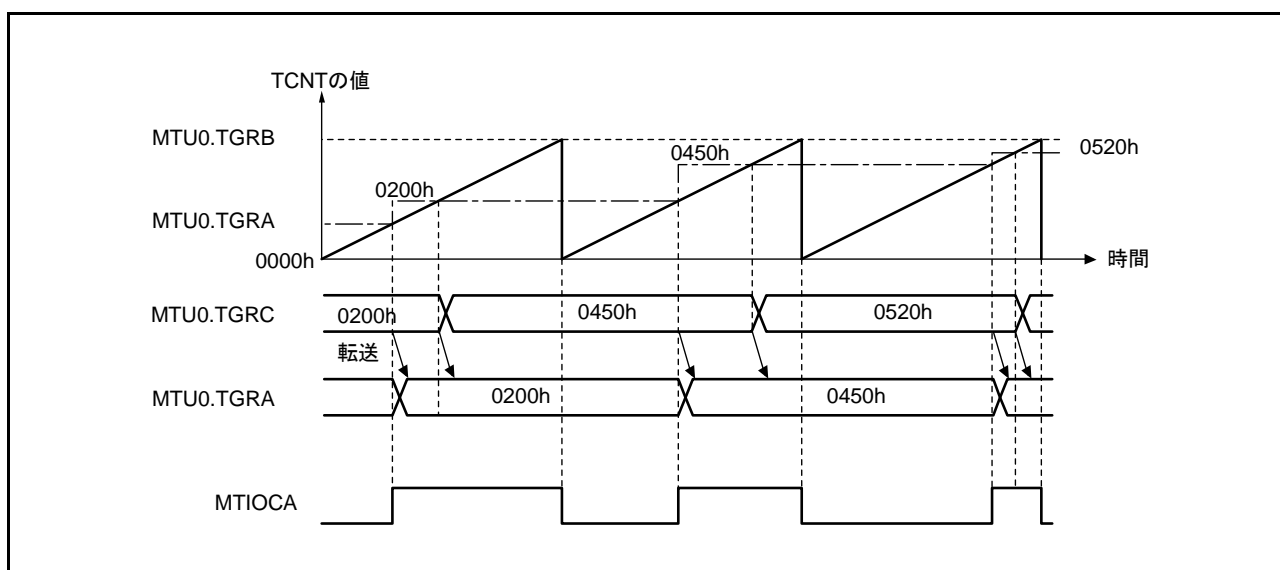 TCNTの値
MTU0.TGRB
0520h
0450h
0200h
MTU0.TGRA
0000h
時間
MTU0.TGRC
0200h
0450h
0520h
転送
MTU0.TGRA
0200h
0450h
MTIOCA